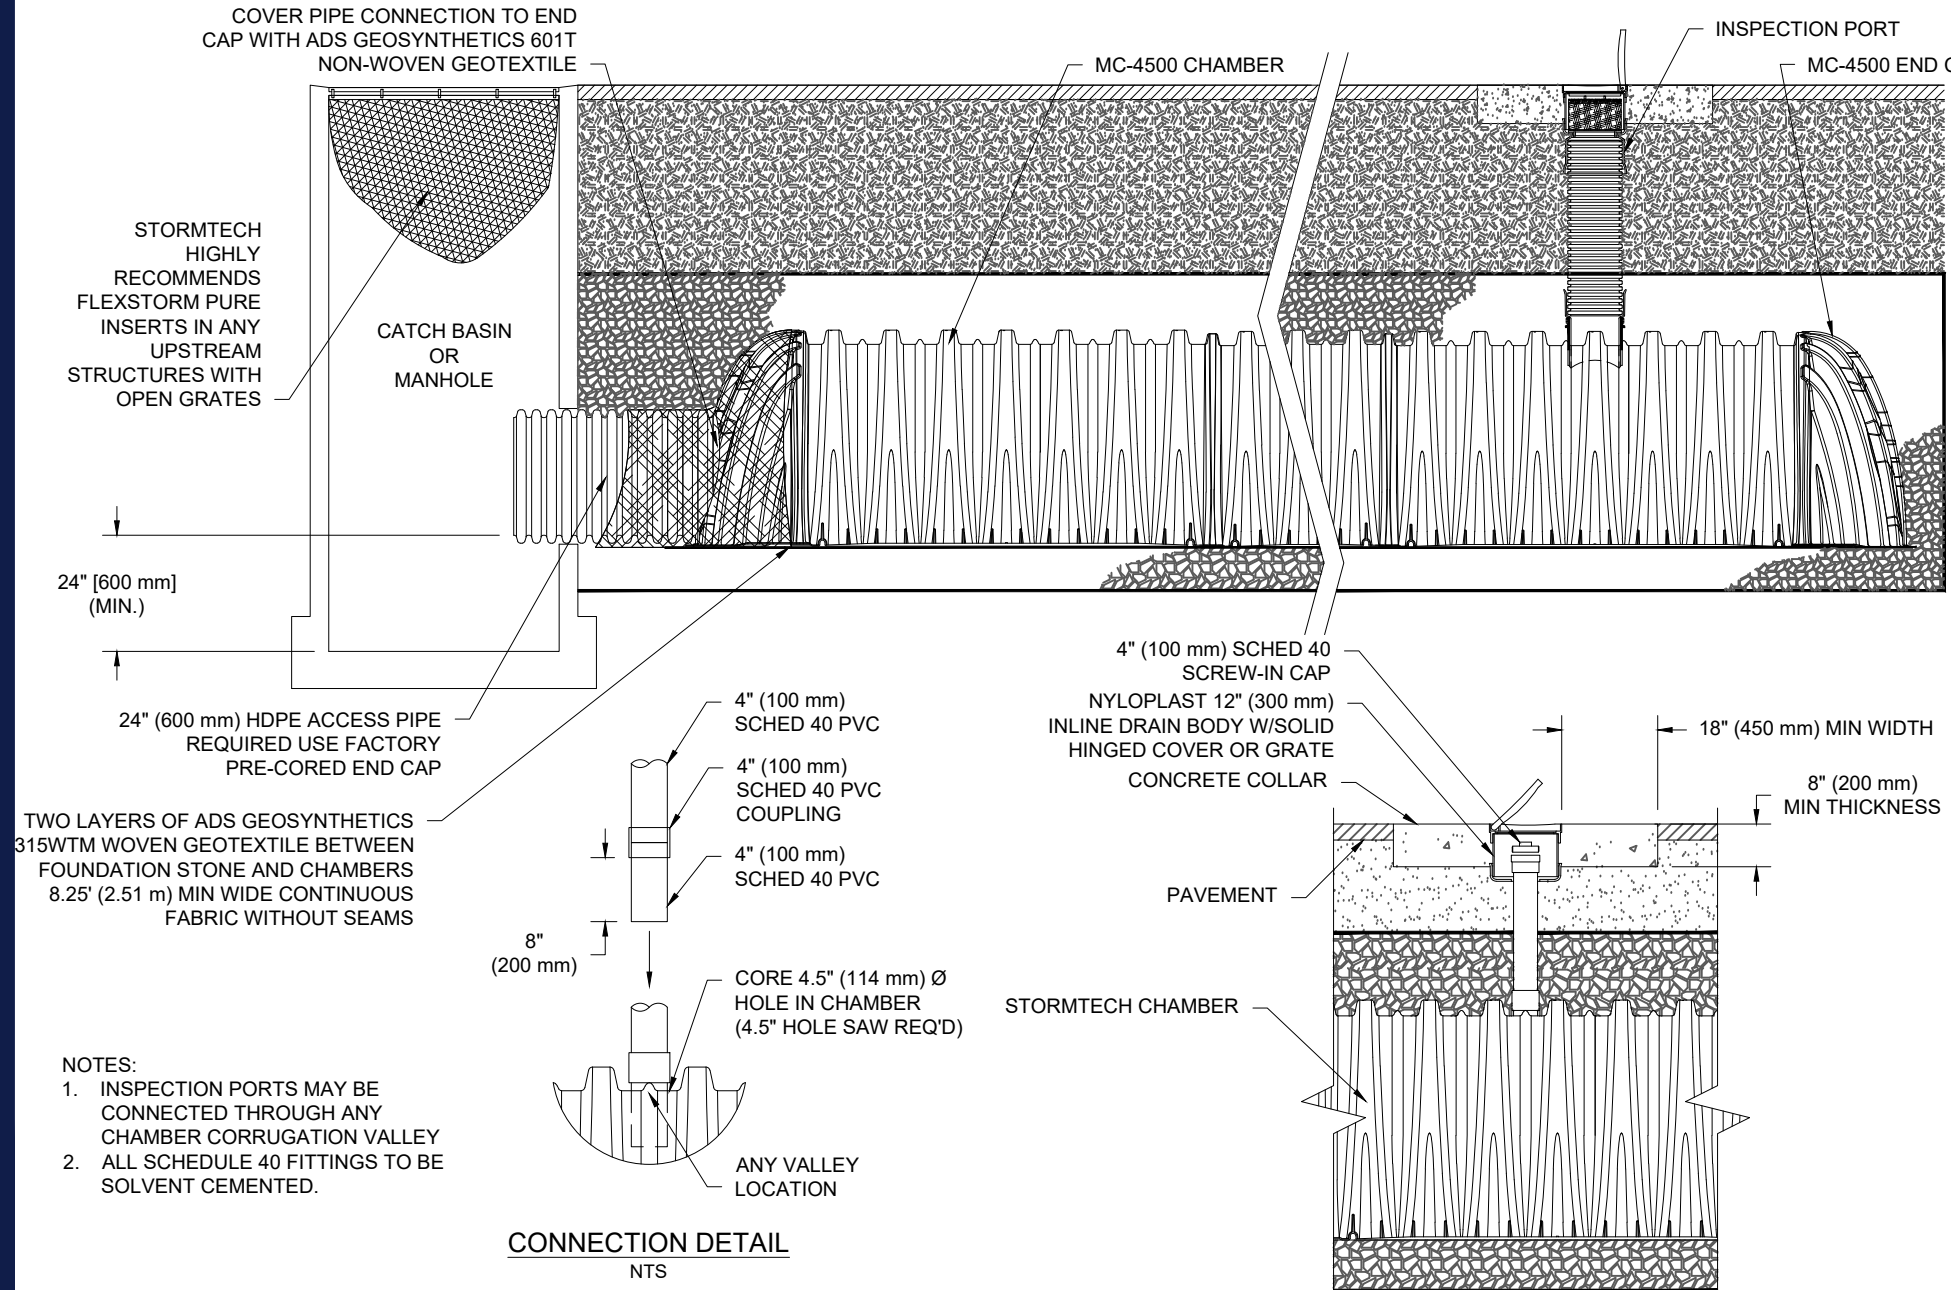 COVER PIPE CONNECTION TO END
CAP WITH ADS GEOSYNTHETICS 601T
NON-WOVEN GEOTEXTILE
MC-4500 CHAMBER
INSPECTION PORT
MC-4500 END C
STORMTECH
HIGHLY
RECOMMENDS
FLEXSTORM PURE
INSERTS IN ANY
UPSTREAM
STRUCTURES WITH
OPEN GRATES
CATCH BASIN
OR
MANHOLE
24" [600 mm]
(MIN.)
24" (600 mm) HDPE ACCESS PIPE
REQUIRED USE FACTORY
PRE-CORED END CAP
TWO LAYERS OF ADS GEOSYNTHETICS
315WTM WOVEN GEOTEXTILE BETWEEN
FOUNDATION STONE AND CHAMBERS
8.25' (2.51 m) MIN WIDE CONTINUOUS
FABRIC WITHOUT SEAMS
4" (100 mm)
SCHED 40 PVC
4" (100 mm)
SCHED 40 PVC
COUPLING
4" (100 mm)
SCHED 40 PVC
8"
(200 mm)
CORE 4.5" (114 mm) Ø
HOLE IN CHAMBER
(4.5" HOLE SAW REQ'D)
ANY VALLEY
LOCATION
CONNECTION DETAIL
NTS
NOTES:
1. INSPECTION PORTS MAY BE
CONNECTED THROUGH ANY
CHAMBER CORRUGATION VALLEY
2. ALL SCHEDULE 40 FITTINGS TO BE
SOLVENT CEMENTED.
4" (100 mm) SCHED 40
SCREW-IN CAP
NYLOPLAST 12" (300 mm)
INLINE DRAIN BODY W/SOLID
HINGED COVER OR GRATE
CONCRETE COLLAR
PAVEMENT
STORMTECH CHAMBER
18" (450 mm) MIN WIDTH
8" (200 mm)
MIN THICKNESS